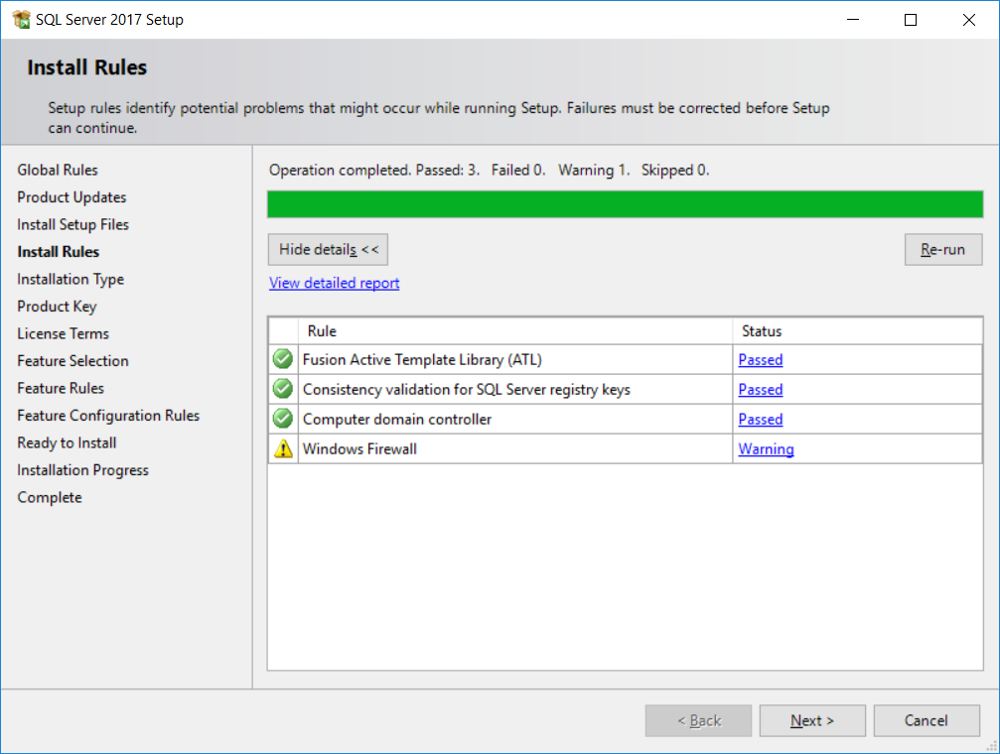 SQL Server 2017 Setup
Install Rules
Setup rules identify potential problems that might occur while running Setup. Failures must be corrected before Setup
can continue.
Global Rules
Product Updates
Install Setup Files
Install Rules
Installation Type
Product Key
License Terms
Feature Selection
Feature Rules
Feature Configuration Rules
Ready to Install
Installation Progress
Complete
Operation completed. Passed: 3.   Failed 0.   Warning 1.   Skipped 0.
Hide details <<
Re-run
View detailed report
Rule Status
Fusion Active Template Library (ATL) Passed
Consistency validation for SQL Server registry keys Passed
Computer domain controller Passed
Windows Firewall Warning
< Back
Next >
Cancel